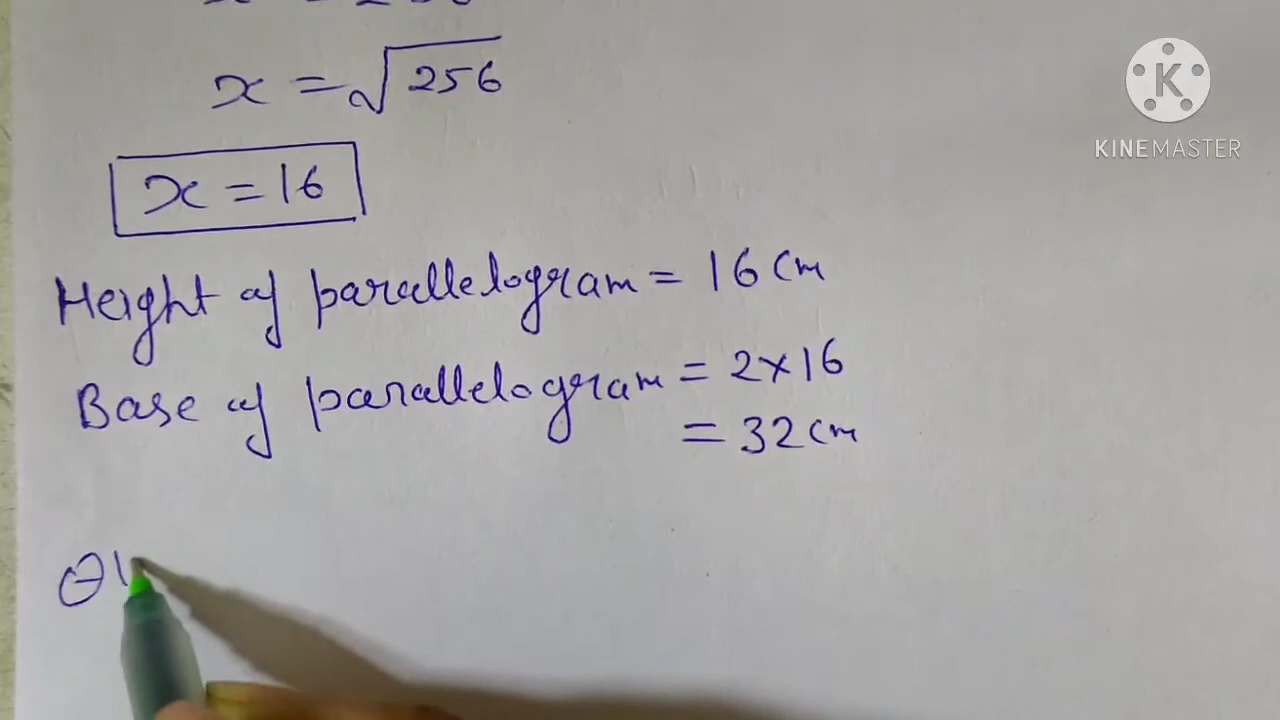 x = √256
x = 16
Height of parallelogram = 16 cm
Base of parallelogram = 2×16
= 32 cm
K
KINEMASTER